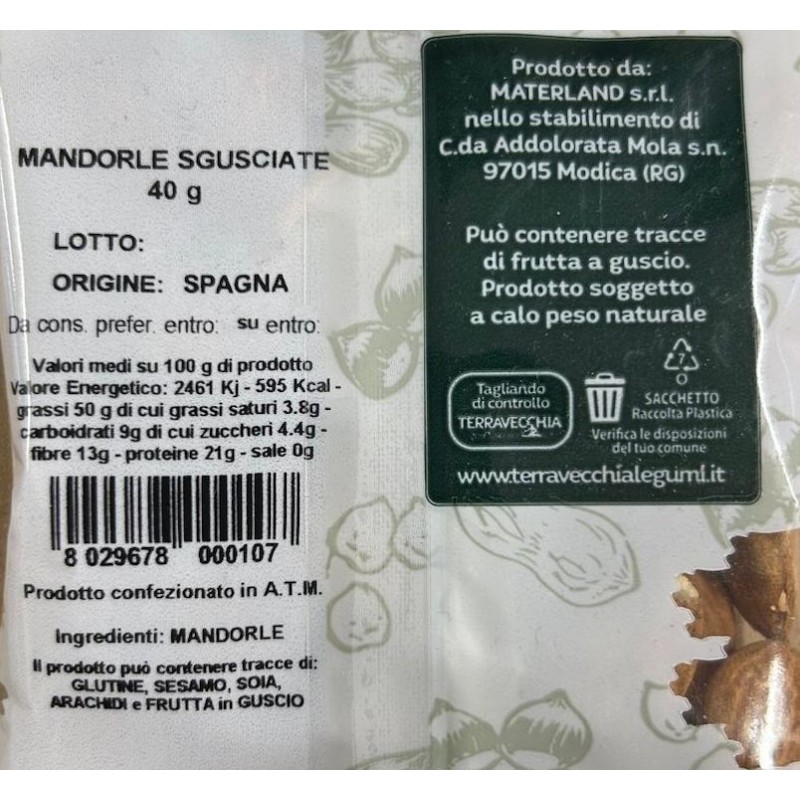 MANDORLE SGUSCIATE
40 g
LOTTO:
ORIGINE: SPAGNA
Da cons. prefer. entro: su entro:
Valori medi su 100 g di prodotto
Valore Energetico: 2461 Kj - 595 Kcal -
grassi 50 g di cui grassi saturi 3.8g -
carboidrati 9g di cui zuccheri 4.4g -
fibre 13g - proteine 21g - sale 0g
8 029678 000107
Prodotto confezionato in A.T.M.
Ingredienti: MANDORLE
Il prodotto può contenere tracce di:
GLUTINE, SESAMO, SOIA,
ARACHIDI e FRUTTA in GUSCIO
Prodotto da:
MATERLAND s.r.l.
nello stabilimento di
C.da Addolorata Mola s.n.
97015 Modica (RG)
Può contenere tracce
di frutta a guscio.
Prodotto soggetto
a calo peso naturale
Tagliando
di controllo
TERRAVECCHIA
2
7
O
SACCHETTO
Raccolta Plastica
Verifica le disposizioni
del tuo comune
www.terravecchialegumi.it